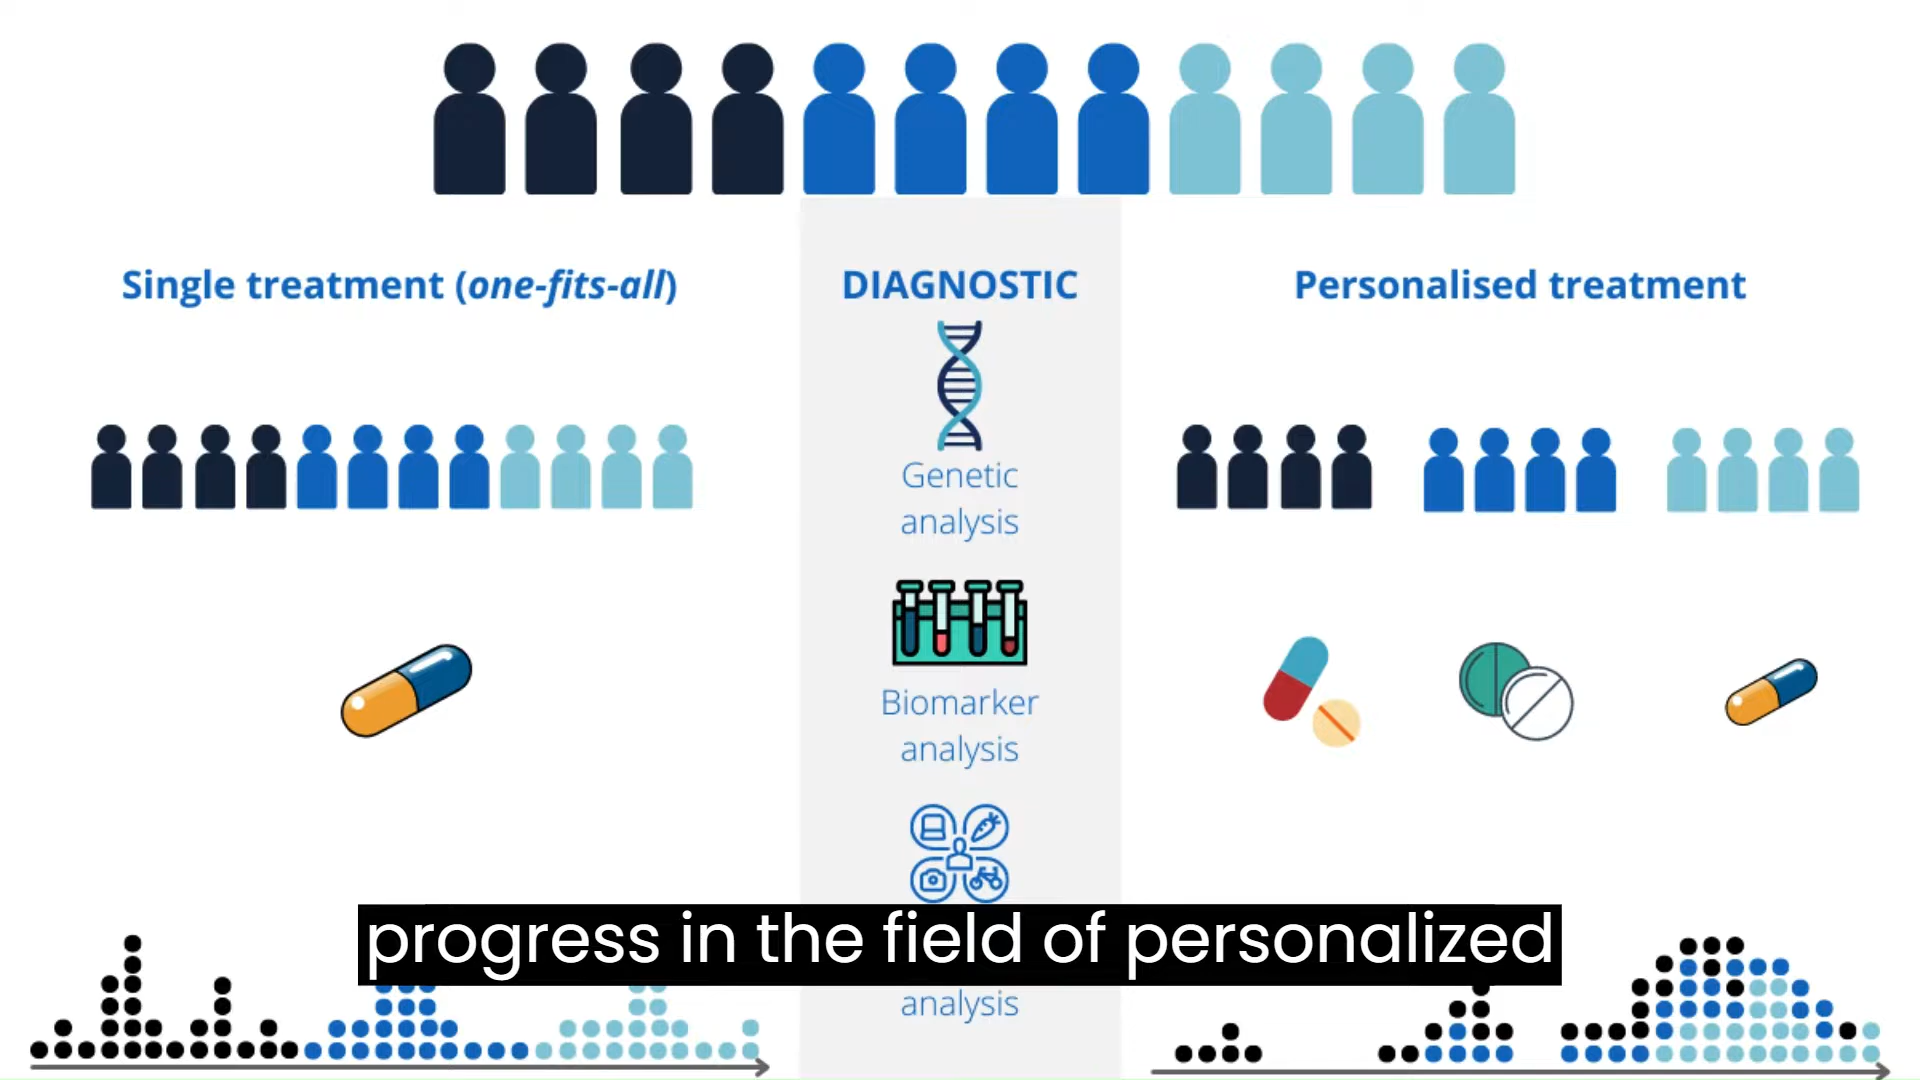 Single treatment (one-fits-all)
DIAGNOSTIC
Personalised treatment
Genetic
analysis
Biomarker
analysis
progress in the field of personalized
analysis